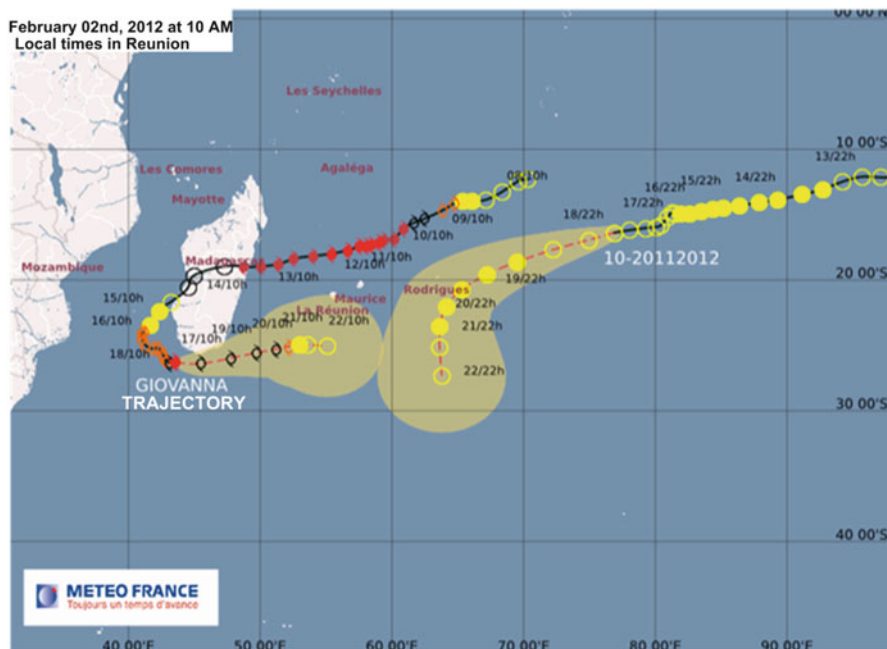 February 02nd, 2012 at 10 AM
Local times in Reunion
00 00'S
Les Seychelles
10 00'S
13/22h
Les Comores
Agaléga
08/10h
16/22h
15/22h
14/22h
Mayotte
09/10h
17/22h
10/10h
18/22h
Madagascar
12/10h
11/10h
10-20112012
Mozambique
14/10h
13/10h
19/22h
20 00'S
15/10h
Maurice
Rodrigues
La Réunion
20/22h
16/10h
19/10h
20/10h
21/10h
22/10h
17/10h
21/22h
18/10h
22/22h
GIOVANNA
TRAJECTORY
30 00'S
40 00'S
METEO FRANCE
Toujours un temps d'avance
40 00'E
50 00'E
60 00'E
70 00'E
80 00'E
90 00'E